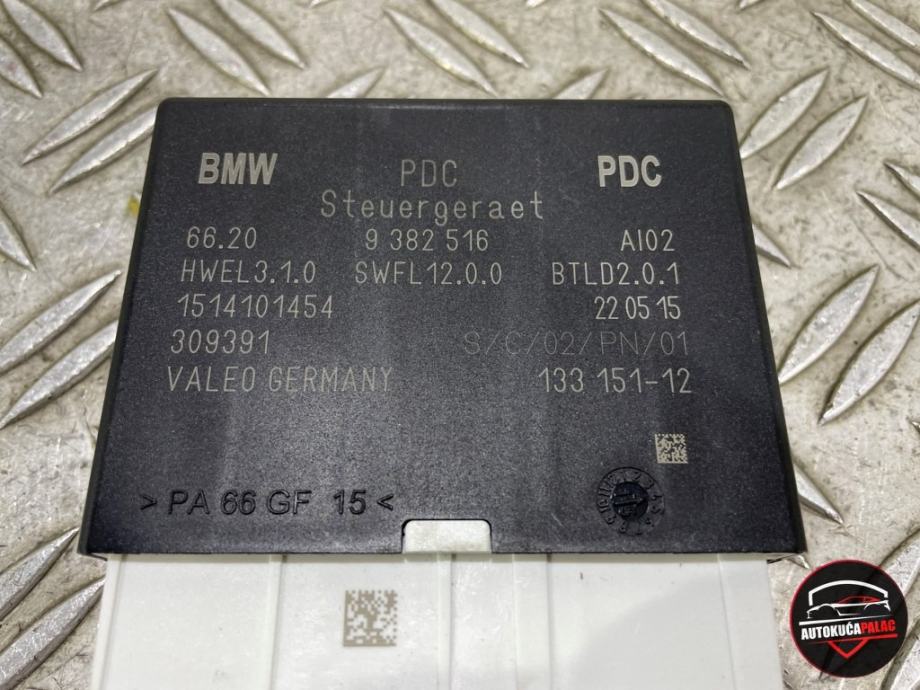 BMW PDC PDC
Steuergeraet
66.20 9 382 516 AI02
HWEL3.1.0 SWFL12.0.0 BTLD2.0.1
1514101454 22 05 15
309391 S/C/02/PN/01
VALEO GERMANY 133 151-12
> PA 66 GF 15 <
AUTOKUĆA PALAC